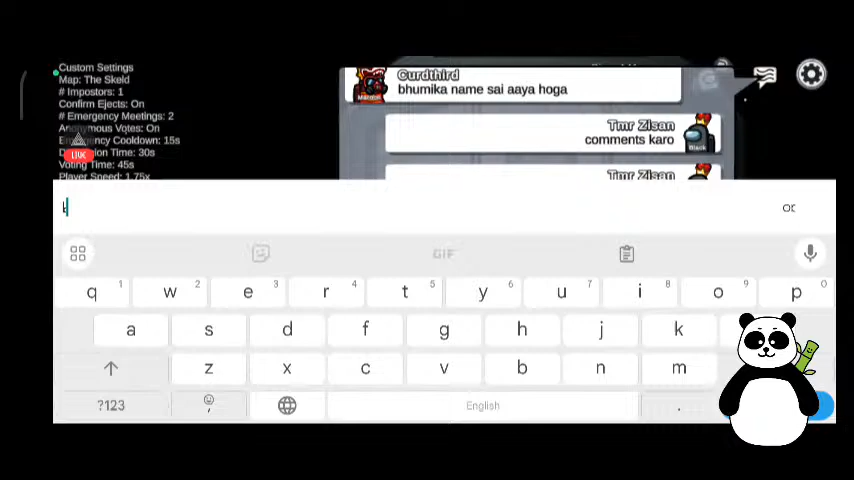 Custom Settings
Map: The Skeld
# Impostors: 1
Confirm Ejects: On
# Emergency Meetings: 2
Anonymous Votes: On
Emergency Cooldown: 15s
Time: 30s
Voting Time: 45s
Player Speed: 1.75x
LIVE
Curdthird
bhumika name sai aaya hoga
Tmr Zisan
comments karo
Black
Tmr Zisan
GIF
q 1 w 2 e 3 r 4 t 5 y 6 u 7 i 8 o 9 p 0
a s d f g h j k
z x c v b n m
?123 , English .